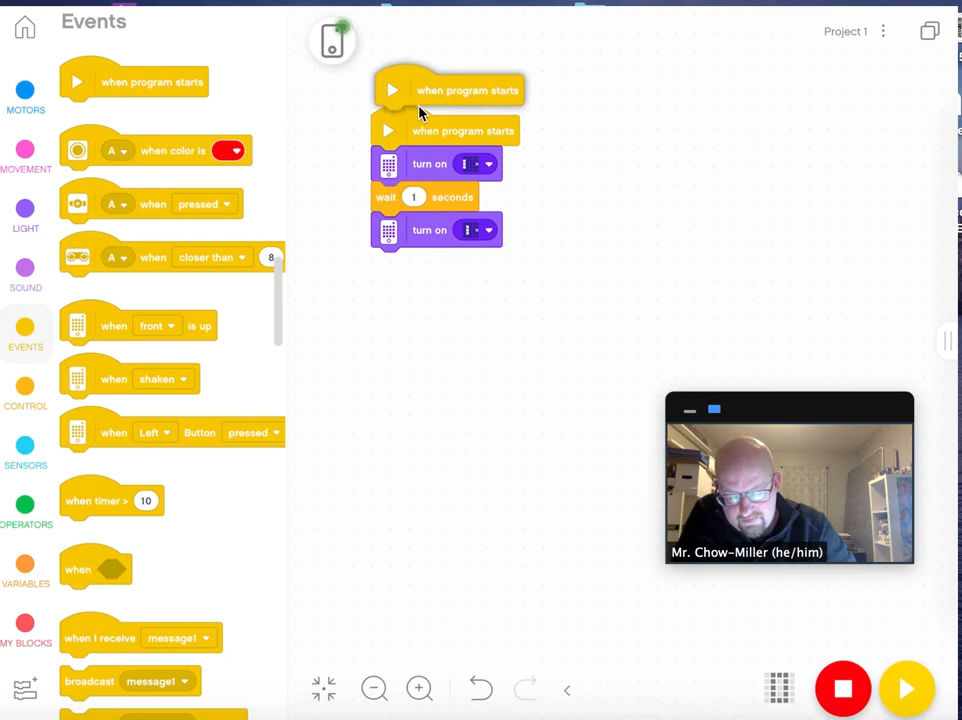 Events
Project 1
when program starts
A when color is
A when pressed
A when closer than 8
when front is up
when shaken
when Left Button pressed
when timer > 10
when
when I receive message1
broadcast message1
MOTORS
MOVEMENT
LIGHT
SOUND
EVENTS
CONTROL
SENSORS
OPERATORS
VARIABLES
MY BLOCKS
when program starts
when program starts
turn on
wait 1 seconds
turn on
Mr. Chow-Miller (he/him)